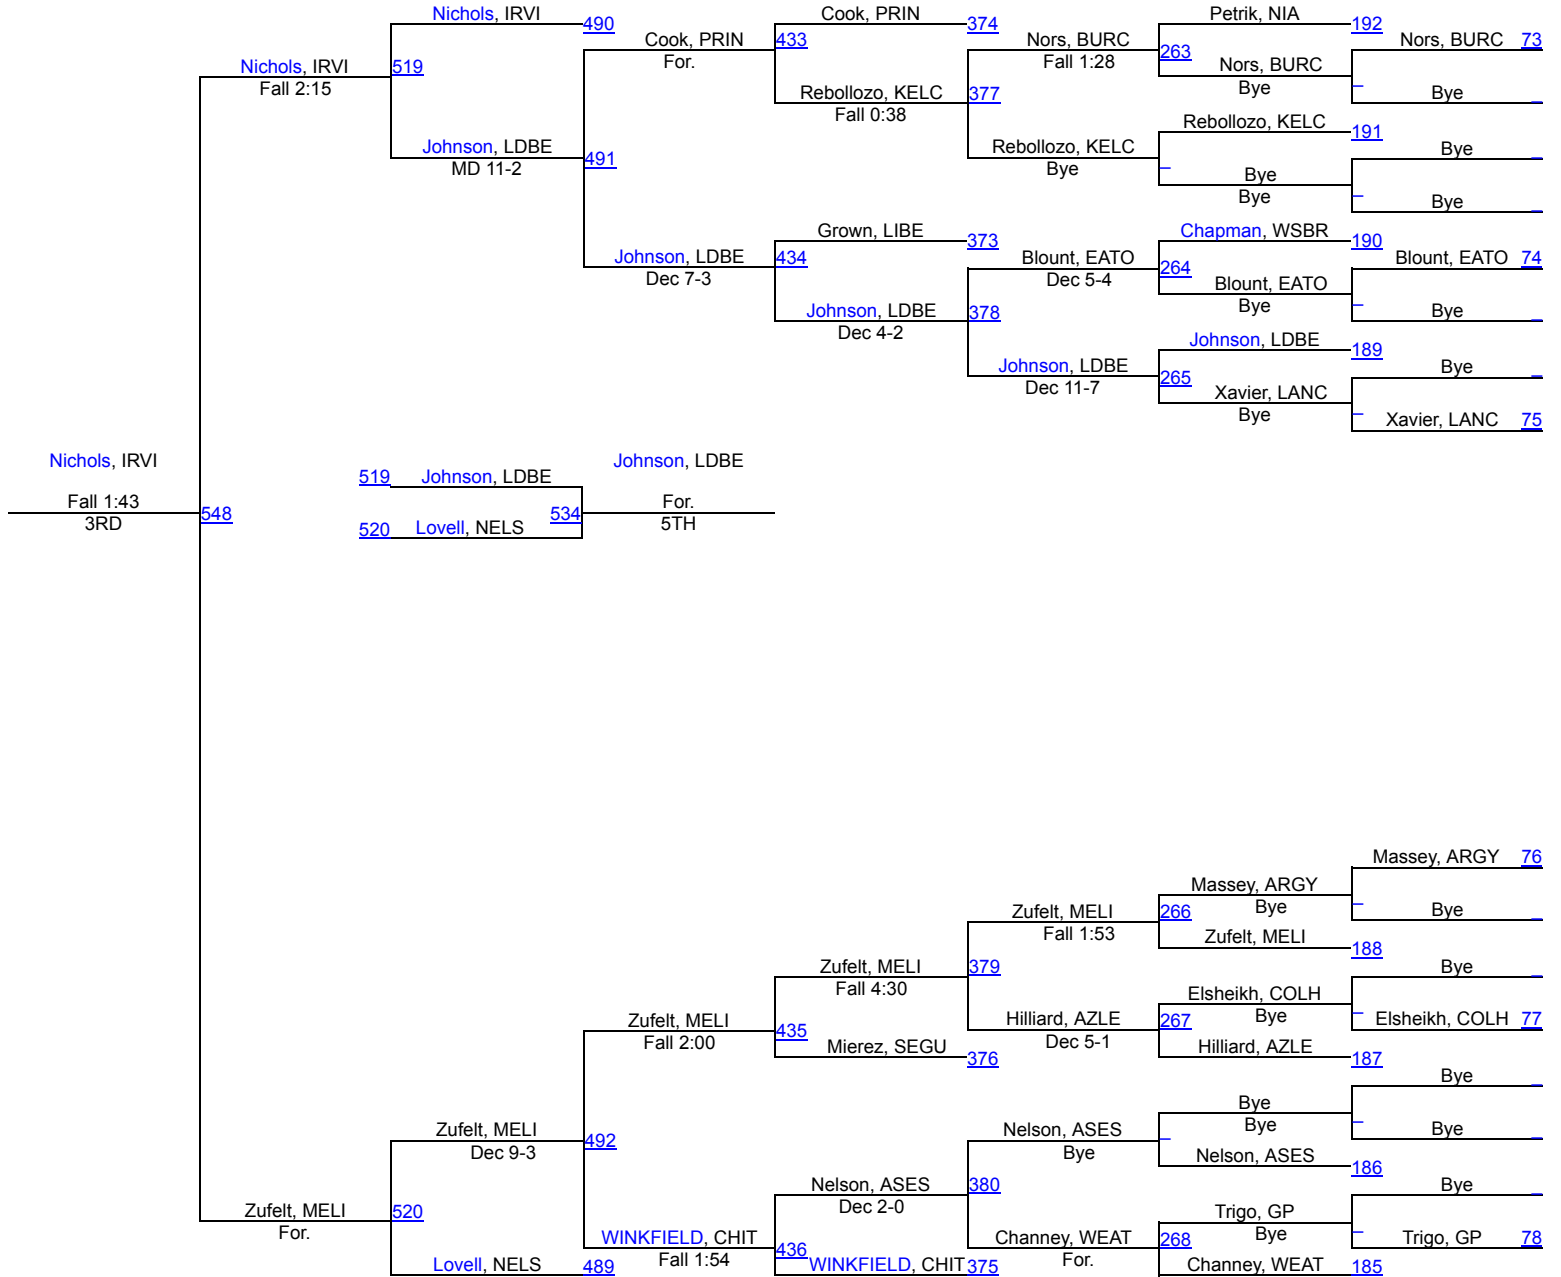 Nichols, IRVI
490
Cook, PRIN
374
Petrik, NIA
192
Cook, PRIN
For.
433
Nors, BURC
Fall 1:28
263
Nors, BURC
73
Nichols, IRVI
Fall 2:15
519
Nors, BURC
Bye
Bye
Rebollozo, KELC
Fall 0:38
377
Rebollozo, KELC
191
Johnson, LDBE
MD 11-2
491
Rebollozo, KELC
Bye
Bye
Bye
Bye
Bye
Grown, LIBE
373
Chapman, WSBR
190
Johnson, LDBE
Dec 7-3
434
Blount, EATO
Dec 5-4
264
Blount, EATO
74
Blount, EATO
Bye
Bye
Johnson, LDBE
Dec 4-2
378
Johnson, LDBE
189
Johnson, LDBE
Dec 11-7
265
Bye
Xavier, LANC
Bye
Xavier, LANC
75
Nichols, IRVI
Fall 1:43
3RD
548
519
Johnson, LDBE
520
Lovell, NELS
534
Johnson, LDBE
For.
5TH
Massey, ARGY
76
Massey, ARGY
Bye
Bye
Zufelt, MELI
Fall 1:53
266
Zufelt, MELI
188
Zufelt, MELI
Fall 4:30
379
Bye
Elsheikh, COLH
Bye
Zufelt, MELI
Fall 2:00
435
Hilliard, AZLE
Dec 5-1
267
Elsheikh, COLH
77
Mierez, SEGU
376
Hilliard, AZLE
187
Bye
Bye
Bye
Zufelt, MELI
Dec 9-3
492
Nelson, ASES
Bye
Bye
Nelson, ASES
186
Nelson, ASES
Dec 2-0
380
Bye
Zufelt, MELI
For.
520
Trigo, GP
Bye
WINKFIELD, CHIT
Fall 1:54
436
Channey, WEAT
For.
268
Trigo, GP
78
Lovell, NELS
489
WINKFIELD, CHIT
375
Channey, WEAT
185